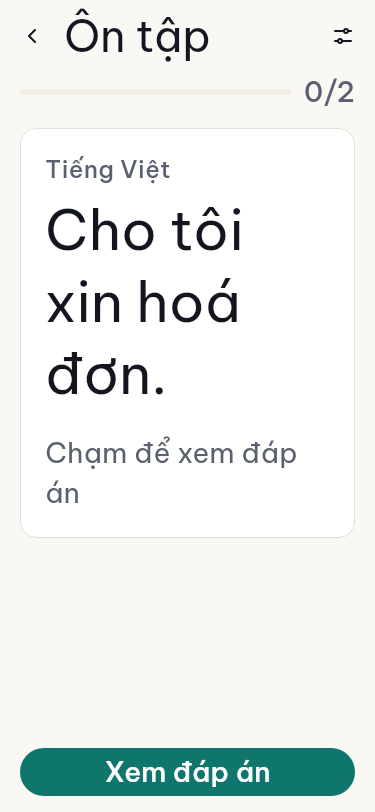 Ôn tập
0/2
Tiếng Việt
Cho tôi
xin hoá
đơn.
Chạm để xem đáp
án
Xem đáp án